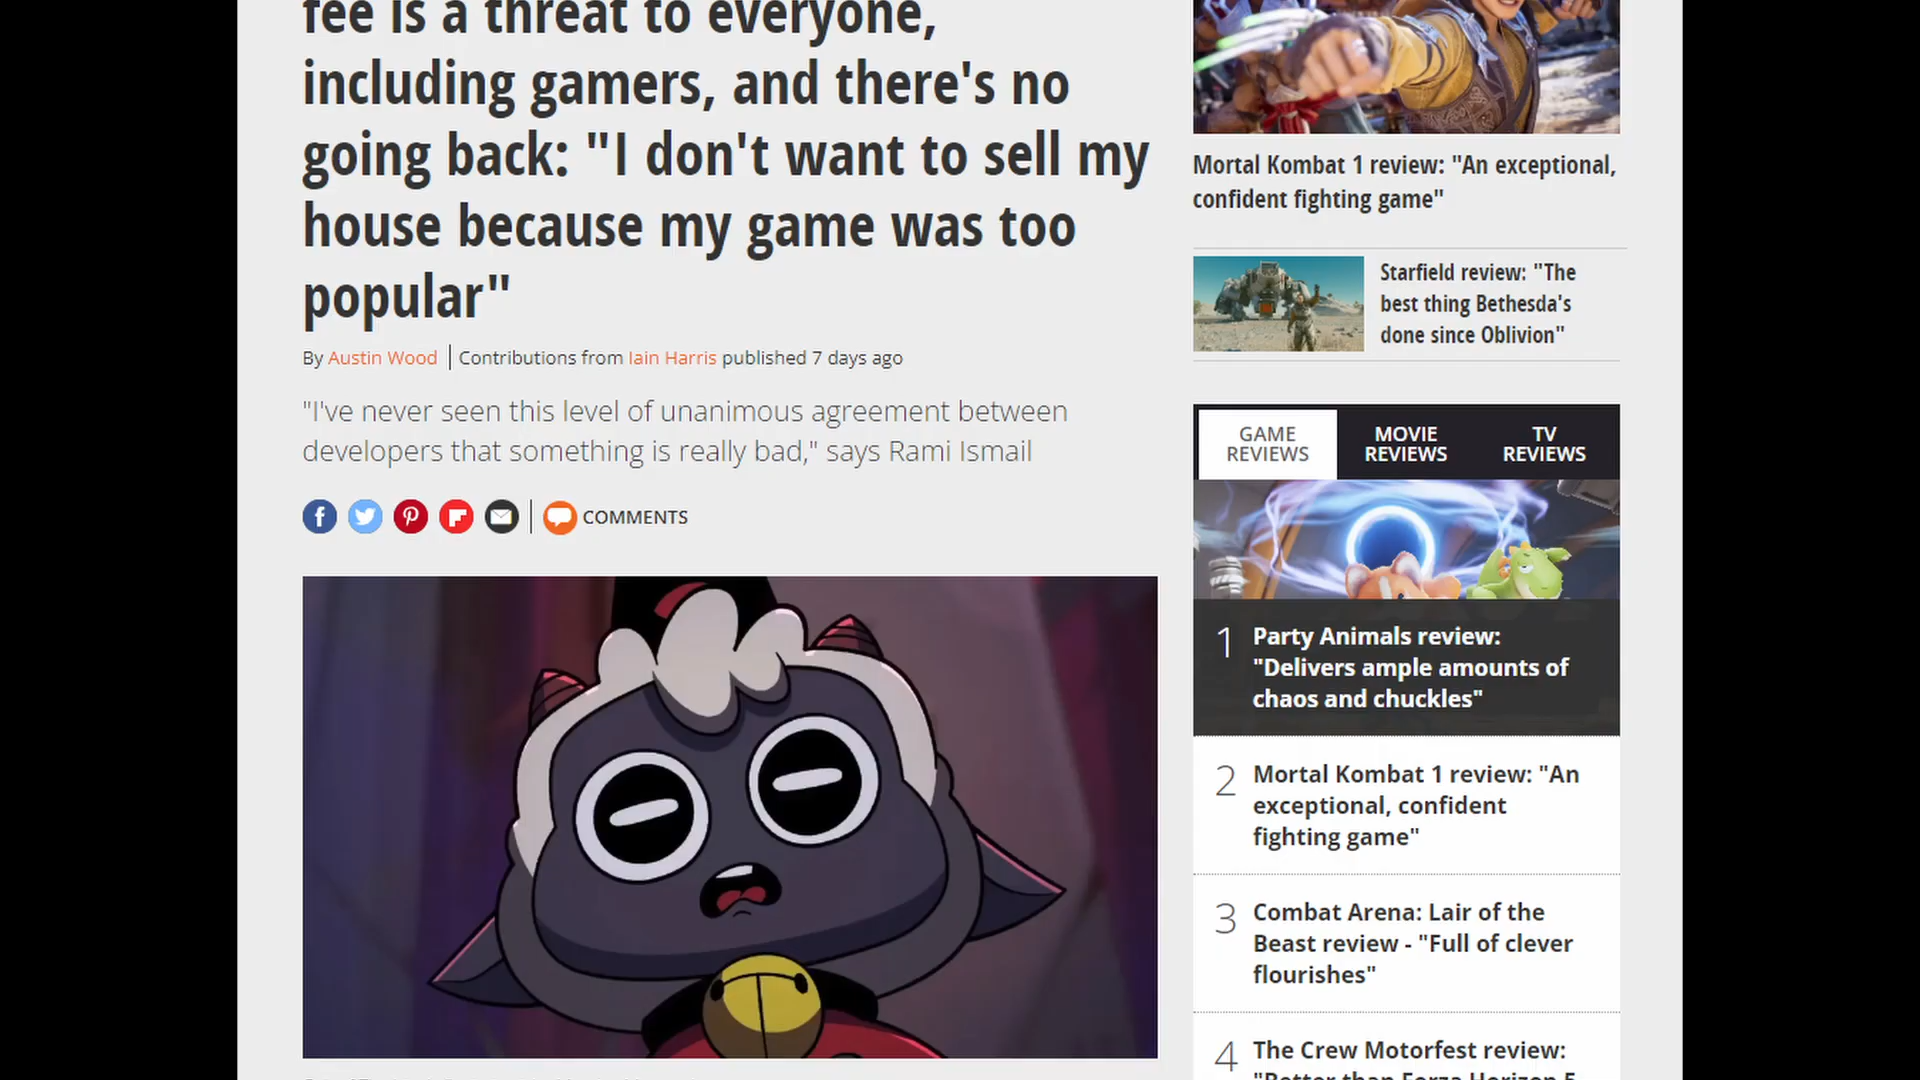 fee is a threat to everyone,
including gamers, and there's no
going back: "I don't want to sell my
house because my game was too
popular"
By Austin Wood | Contributions from Iain Harris published 7 days ago
"I've never seen this level of unanimous agreement between
developers that something is really bad," says Rami Ismail
COMMENTS
Mortal Kombat 1 review: "An exceptional,
confident fighting game"
Starfield review: "The
best thing Bethesda's
done since Oblivion"
GAME
REVIEWS
MOVIE
REVIEWS
TV
REVIEWS
1 Party Animals review:
"Delivers ample amounts of
chaos and chuckles"
2 Mortal Kombat 1 review: "An
exceptional, confident
fighting game"
3 Combat Arena: Lair of the
Beast review - "Full of clever
flourishes"
4 The Crew Motorfest review:
"Better than Forza Horizon 5